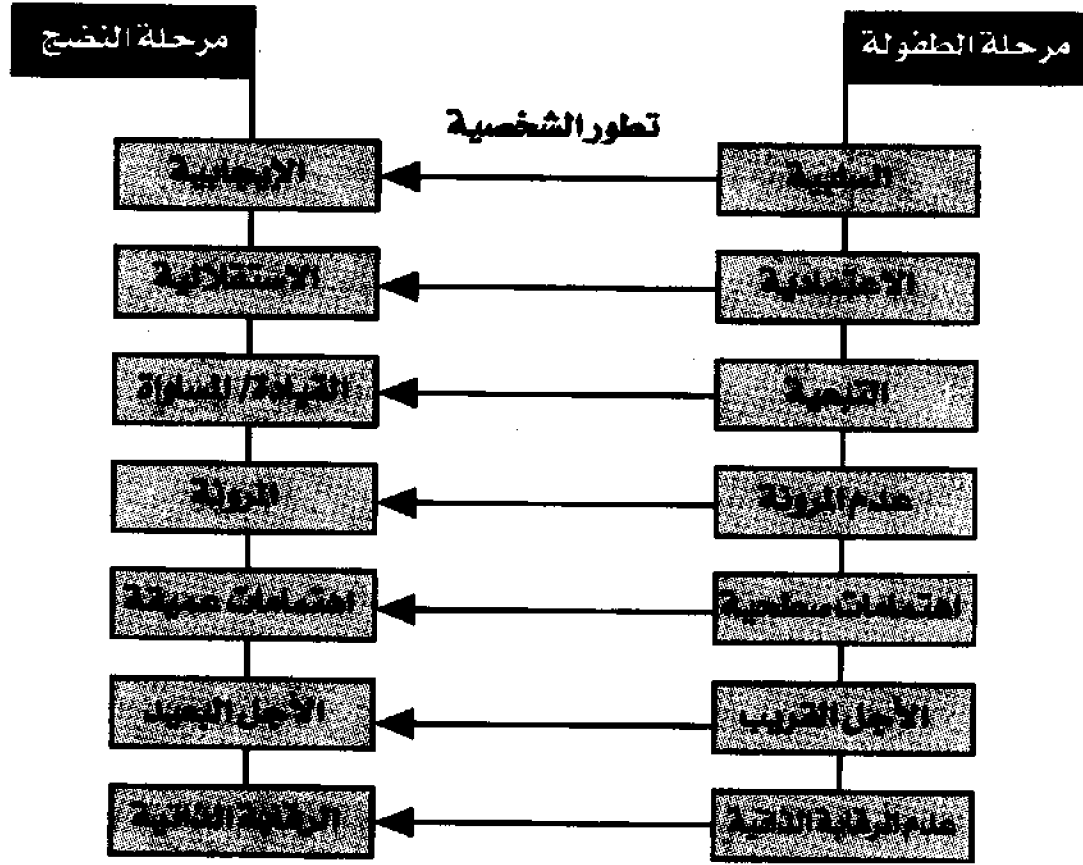 مرحلة الطفولة
مرحلة النضج
تطور الشخصية
السلبية
الإيجابية
الاعتمادية
الاستقلالية
التبعية
القيادة/المساواة
عدم المرونة
المرونة
اهتمامات سطحية
اهتمامات عميقة
الأجل القريب
الأجل البعيد
عدم الرقابة الذاتية
الرقابة الذاتية